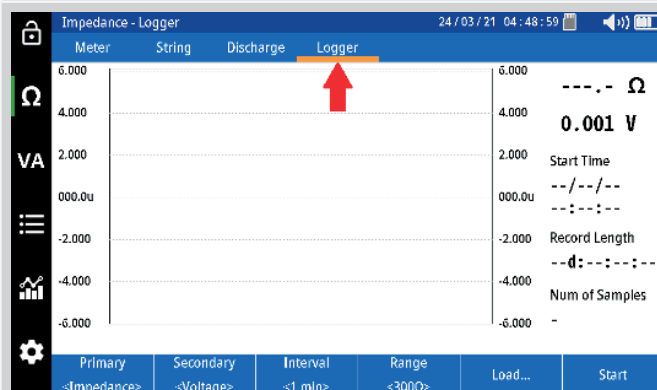 Impedance - Logger 24/03/21 04:48:59
Meter String Discharge Logger
6.000 6.000
---.- Ω
Ω
4.000 4.000
0.001 V
VA
2.000 2.000
Start Time
--/--/--
000.0u 000.0u
--:--:--
-2.000 -2.000
Record Length
--d:--:--:--
-4.000 -4.000
Num of Samples
-6.000 -6.000
-
Primary Secondary Interval Range
Load... Start
<Impedance> <Voltage> <1 min> <300Ω>